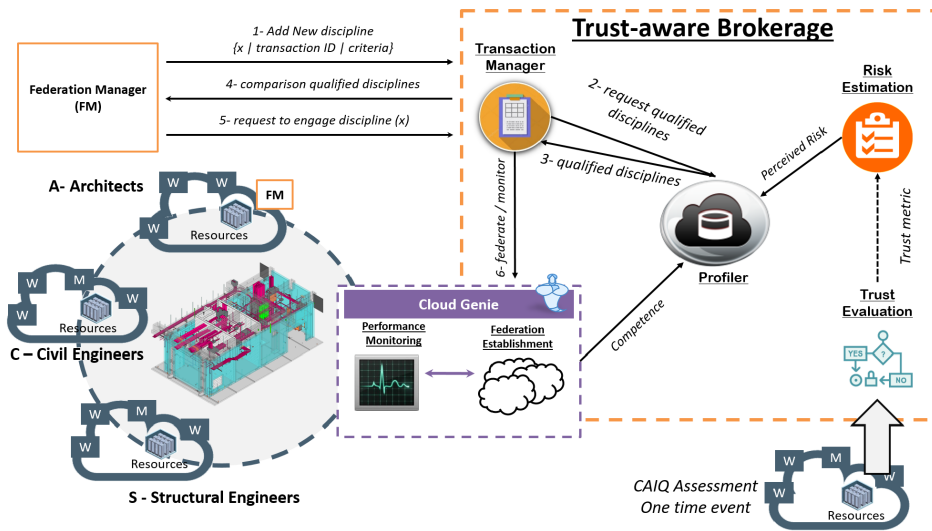 Trust-aware Brokerage
1- Add New discipline
{x | transaction ID | criteria}
Federation Manager
(FM)
4- comparison qualified disciplines
5- request to engage discipline (x)
Transaction
Manager
2- request qualified
disciplines
3- qualified disciplines
Risk
Estimation
Perceived Risk
Profiler
Trust metric
Trust
Evaluation
YES
?
NO
6- federate / monitor
Competence
Cloud Genie
Performance
Monitoring
Federation
Establishment
A- Architects
W
W
W
FM
Resources
W
M
W
Resources
C – Civil Engineers
W
M
W
W
Resources
S - Structural Engineers
CAIQ Assessment
One time event
W
M
W
W
Resources